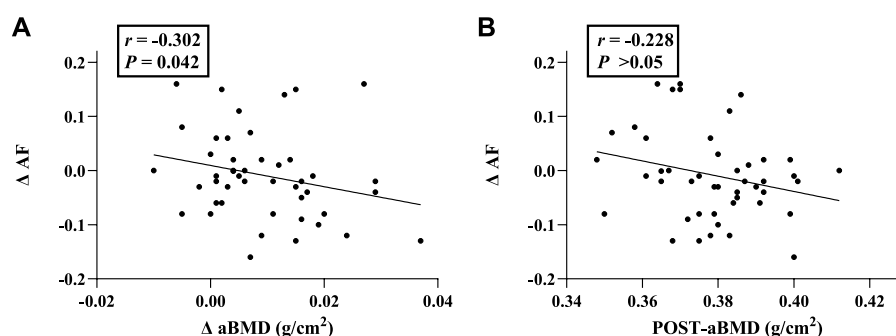 A
r = -0.302
P = 0.042
0.2
0.1
0.0
-0.1
-0.2
Δ AF
-0.02
0.00
0.02
0.04
Δ aBMD (g/cm²)
B
r = -0.228
P >0.05
0.2
0.1
-0.0
-0.1
-0.2
Δ AF
0.34
0.36
0.38
0.40
0.42
POST-aBMD (g/cm²)